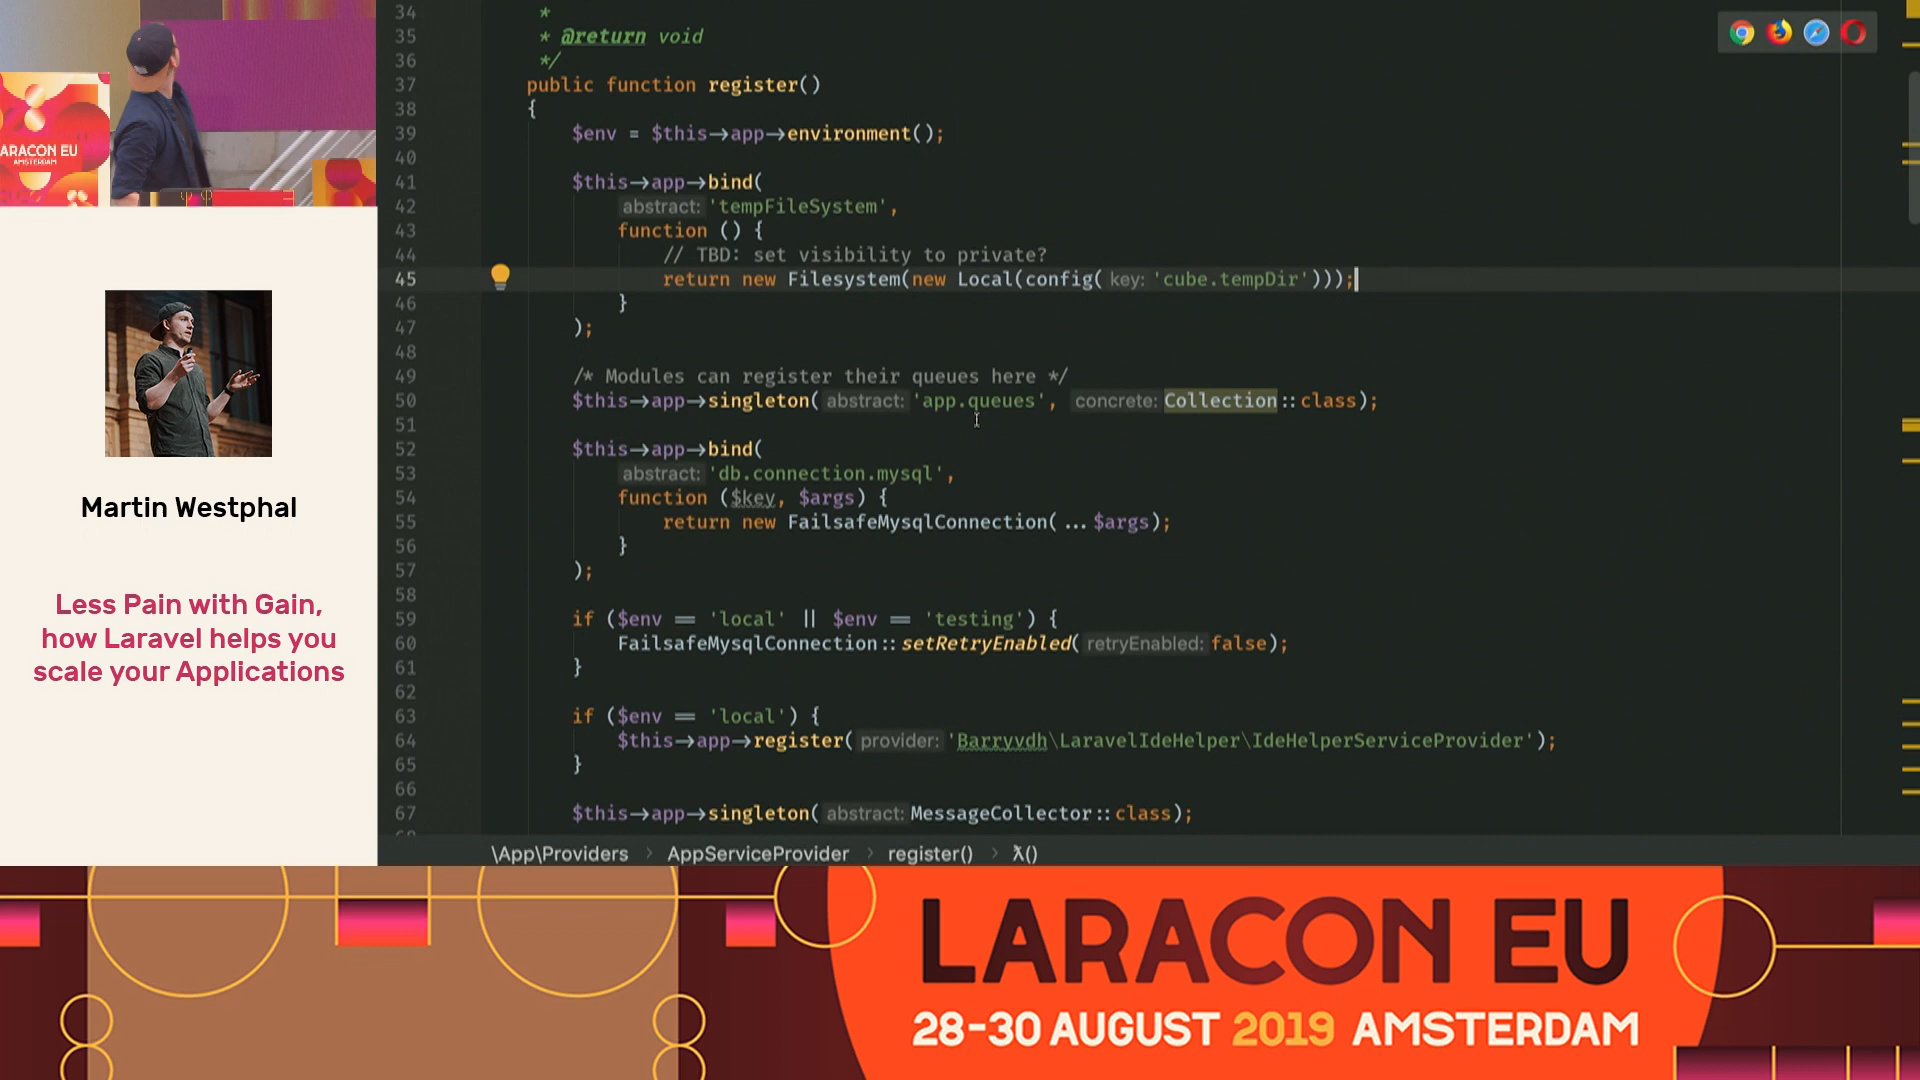 ARACON EU
AMSTERDAM
Martin Westphal
Less Pain with Gain,
how Laravel helps you
scale your Applications
34 *
35 * @return void
36 */
37 public function register()
38 {
39 $env = $this→app→environment();
40
41 $this→app→bind(
42 abstract: 'tempFileSystem',
43 function () {
44 // TBD: set visibility to private?
45 return new Filesystem(new Local(config( key: 'cube.tempDir')));
46 }
47 );
48
49 /* Modules can register their queues here */
50 $this→app→singleton( abstract: 'app.queues', concrete: Collection::class);
51
52 $this→app→bind(
53 abstract: 'db.connection.mysql',
54 function ($key, $args) {
55 return new FailsafeMysqlConnection( ...$args);
56 }
57 );
58
59 if ($env == 'local' || $env == 'testing') {
60 FailsafeMysqlConnection::setRetryEnabled( retryEnabled: false);
61 }
62
63 if ($env == 'local') {
64 $this→app→register( provider: 'Barryvdh\LaravelIdeHelper\IdeHelperServiceProvider');
65 }
66
67 $this→app→singleton( abstract: MessageCollector::class);
\App\Providers › AppServiceProvider › register() › λ()
LARACON EU
28-30 AUGUST 2019 AMSTERDAM